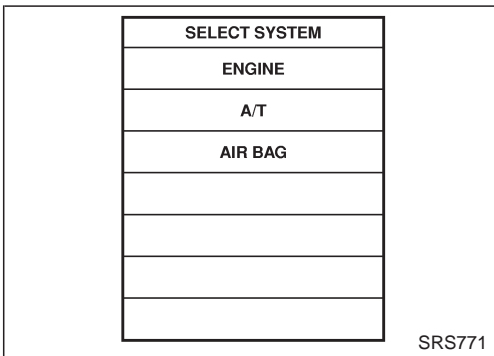 SELECT SYSTEM
ENGINE
A/T
AIR BAG
SRS771